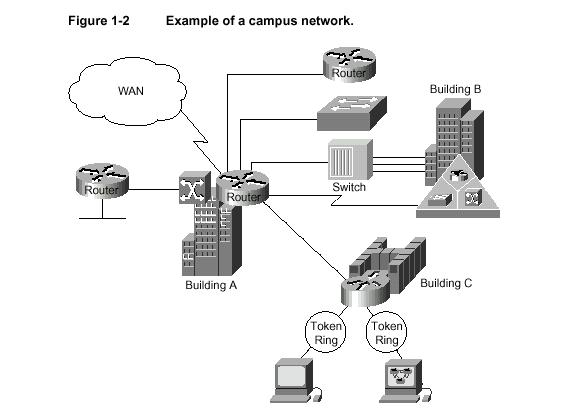 Figure 1-2 Example of a campus network.
Router
WAN
Building B
Router
Switch
Router
Building A
Building C
Token
Ring
Token
Ring